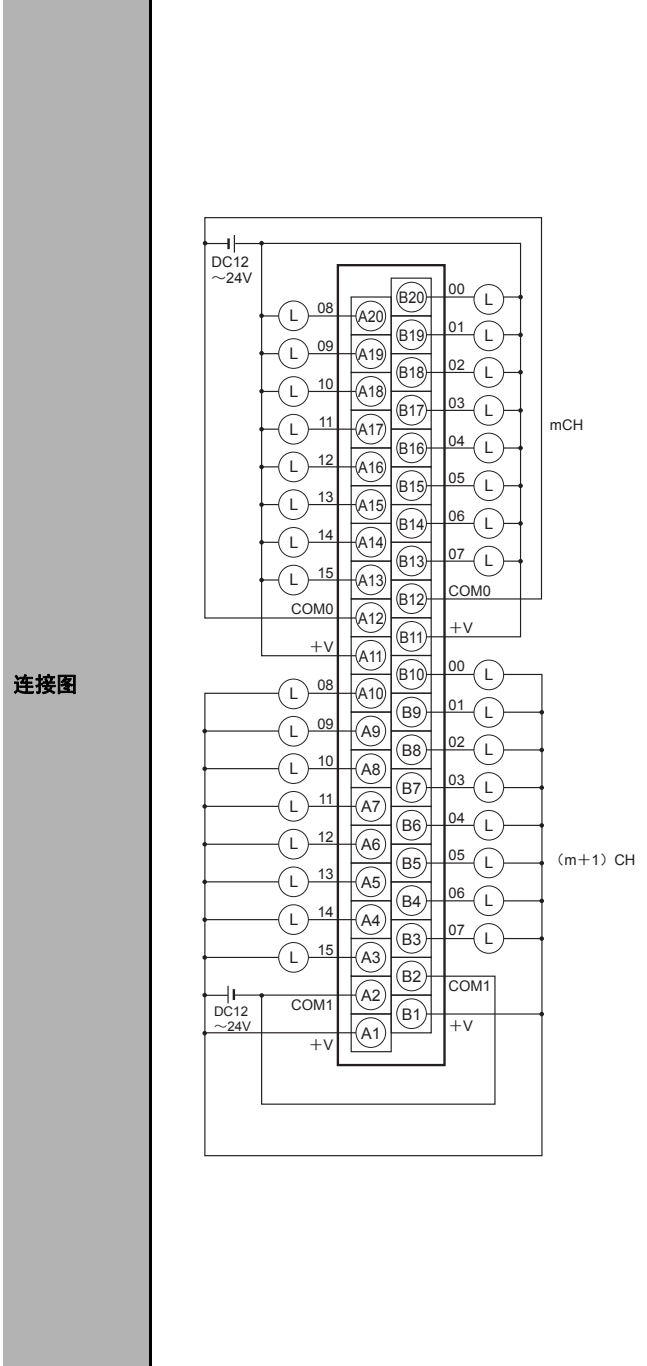 连接图
DC12
～24V
L 08 A20
B20 00 L
L 09 A19
B19 01 L
L 10 A18
B18 02 L
L 11 A17
B17 03 L
mCH
L 12 A16
B16 04 L
L 13 A15
B15 05 L
L 14 A14
B14 06 L
L 15 A13
B13 07 L
COM0 A12
B12 COM0
+V A11
B11 +V
L 08 A10
B10 00 L
L 09 A9
B9 01 L
L 10 A8
B8 02 L
L 11 A7
B7 03 L
L 12 A6
B6 04 L
L 13 A5
B5 05 L
（m+1）CH
L 14 A4
B4 06 L
L 15 A3
B3 07 L
DC12
～24V
COM1 A2
B2 COM1
+V A1
B1 +V